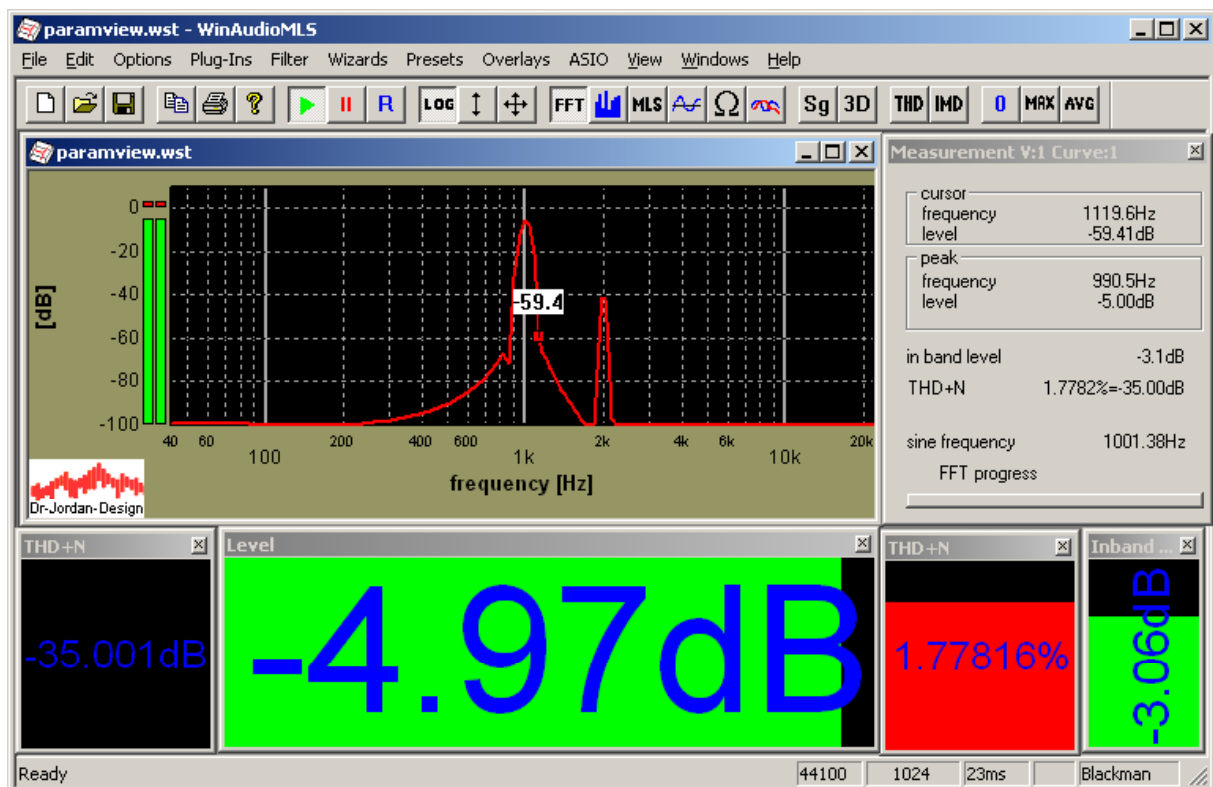 paramview.wst - WinAudioMLS
File Edit Options Plug-Ins Filter Wizards Presets Overlays ASIO View Windows Help
R LOG FFT MLS Ω Sg 3D THD IMD 0 MAX AVG
paramview.wst
[dB]
0
-20
-40
-60
-80
-100
-59.4
40 60 200 400 600 2k 4k 6k 20k
100 1k 10k
frequency [Hz]
Dr-Jordan-Design
Measurement V:1 Curve:1
cursor
frequency 1119.6Hz
level -59.41dB
peak
frequency 990.5Hz
level -5.00dB
in band level -3.1dB
THD+N 1.7782%=-35.00dB
sine frequency 1001.38Hz
FFT progress
THD+N
-35.001dB
Level
-4.97dB
THD+N
1.77816%
Inband ...
-3.06dB
Ready 44100 1024 23ms Blackman